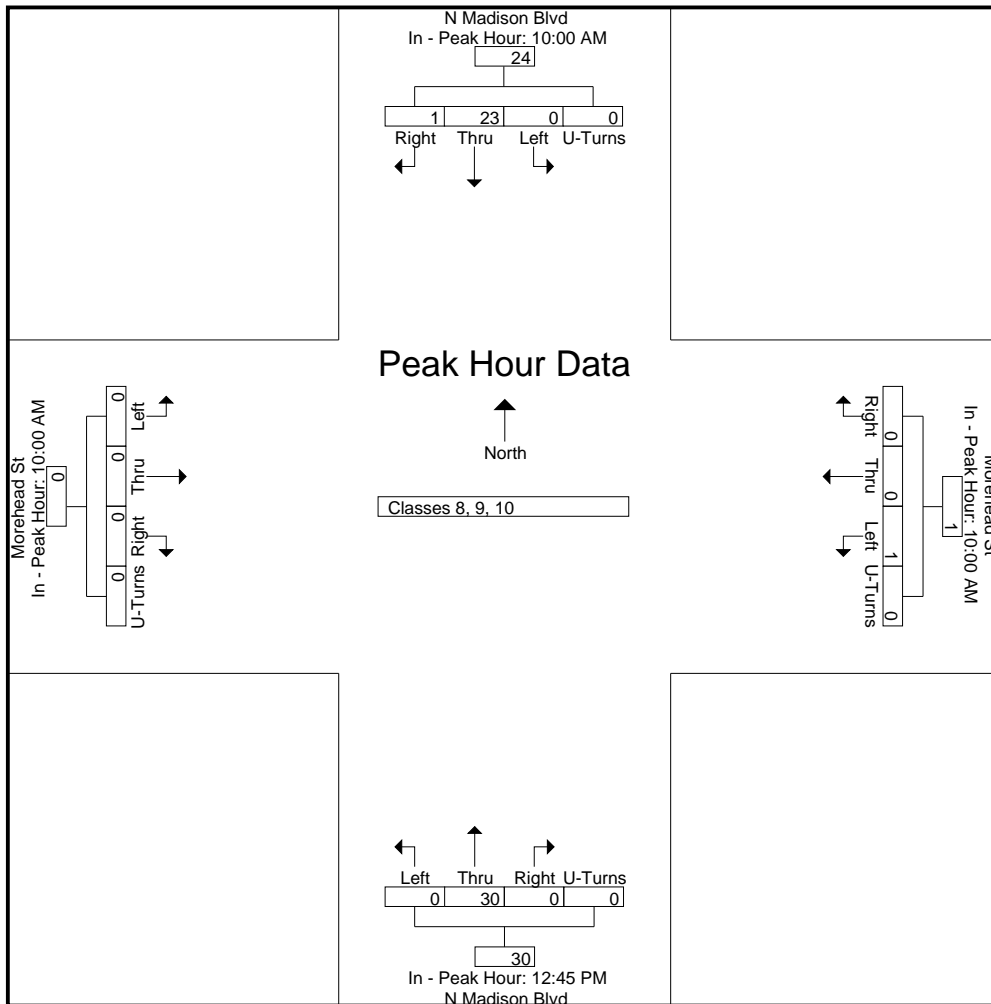 N Madison Blvd
In - Peak Hour: 10:00 AM
24
1 23 0 0
Right Thru Left U-Turns
Peak Hour Data
North
Classes 8, 9, 10
Morehead St
In - Peak Hour: 10:00 AM
0
0 0 0 0
Left Thru Right U-Turns
Morehead St
In - Peak Hour: 10:00 AM
1
0 0 1 0
Right Thru Left U-Turns
Left Thru Right U-Turns
0 30 0 0
30
In - Peak Hour: 12:45 PM
N Madison Blvd